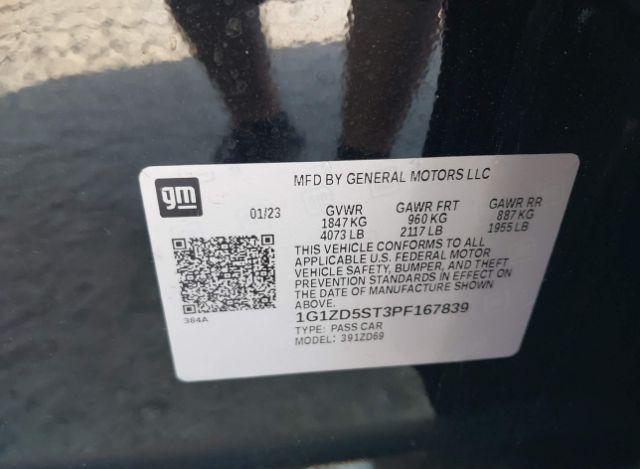 gm
MFD BY GENERAL MOTORS LLC
01/23 GVWR GAWR FRT GAWR RR
1847 KG 960 KG 887 KG
4073 LB 2117 LB 1955 LB
THIS VEHICLE CONFORMS TO ALL
APPLICABLE U.S. FEDERAL MOTOR
VEHICLE SAFETY, BUMPER, AND THEFT
PREVENTION STANDARDS IN EFFECT ON
THE DATE OF MANUFACTURE SHOWN
ABOVE.
384A
1G1ZD5ST3PF167839
TYPE: PASS CAR
MODEL: 391ZD69